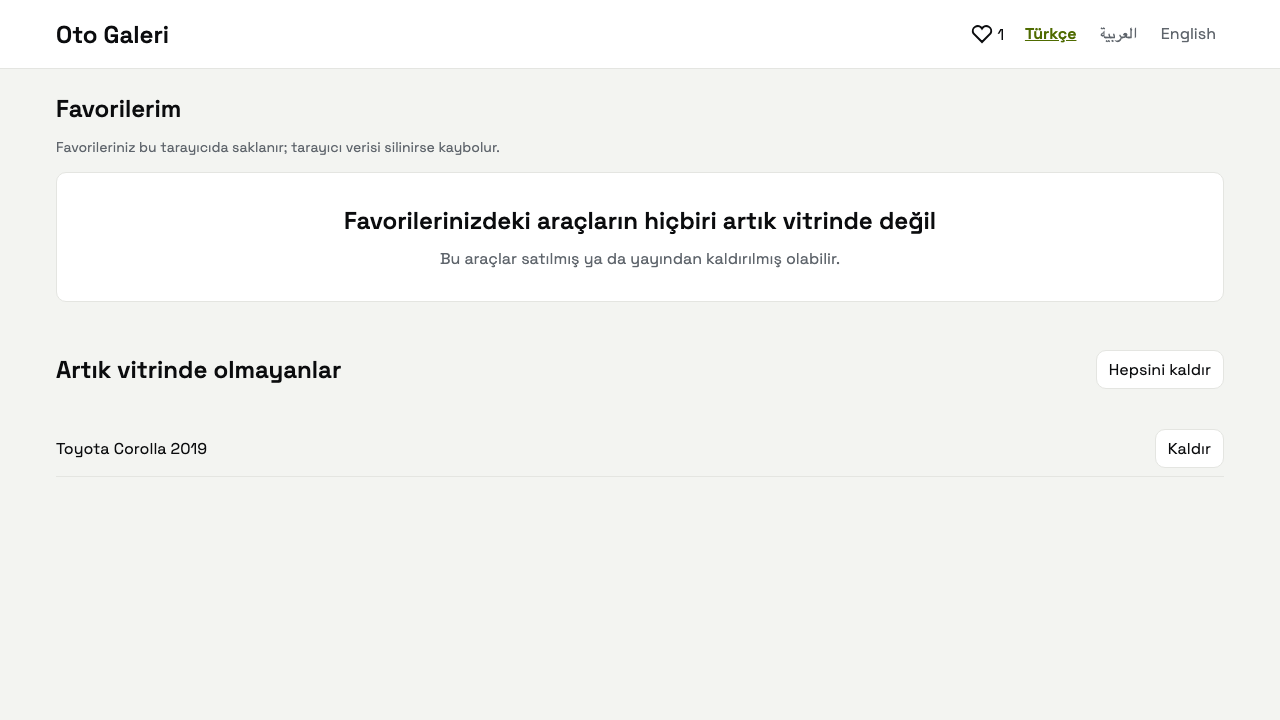 Oto Galeri
1
Türkçe
العربية
English
Favorilerim
Favorileriniz bu tarayıcıda saklanır; tarayıcı verisi silinirse kaybolur.
Favorilerinizdeki araçların hiçbiri artık vitrinde değil
Bu araçlar satılmış ya da yayından kaldırılmış olabilir.
Artık vitrinde olmayanlar
Hepsini kaldır
Toyota Corolla 2019
Kaldır